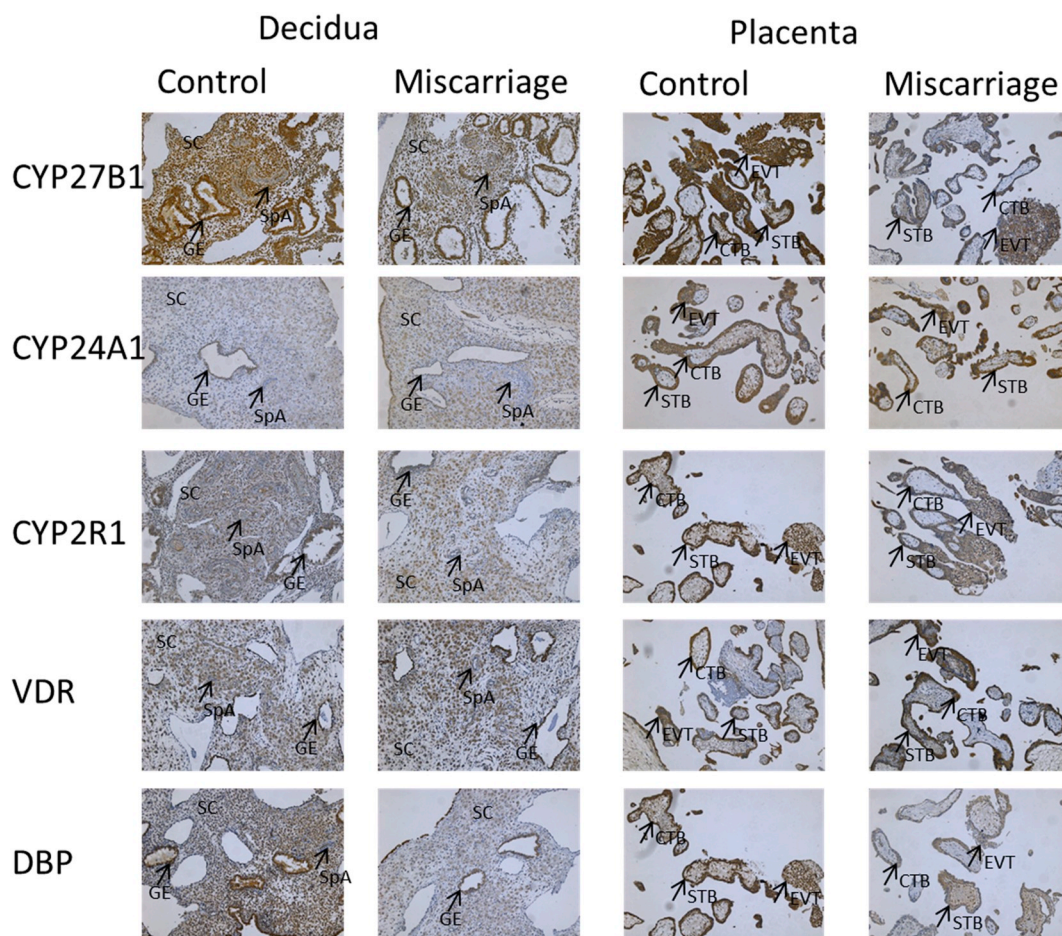 Decidua Placenta
Control Miscarriage Control Miscarriage
CYP27B1
SC SpA GE
SC SpA GE
EVT CTB STB
CTB STB EVT
CYP24A1
SC GE SpA
SC GE SpA
EVT CTB STB
EVT STB CTB
CYP2R1
SC SpA GE
GE SpA SC
CTB STB EVT
CTB EVT STB
VDR
SC SpA GE
SpA GE SC
CTB EVT STB
EVT CTB STB
DBP
SC GE SpA
SC GE
CTB STB EVT
EVT CTB STB